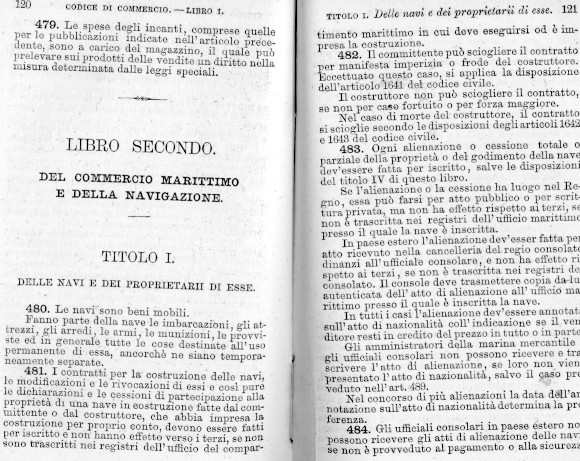 120 CODICE DI COMMERCIO.—LIBRO I.
479. Le spese degli incanti, comprese quelle
per le pubblicazioni indicate nell'articolo prece-
dente, sono a carico del magazzino, il quale può
prelevare sui prodotti delle vendite un diritto nella
misura determinata dalle leggi speciali.
LIBRO SECONDO.
DEL COMMERCIO MARITTIMO
E DELLA NAVIGAZIONE.
TITOLO I.
DELLE NAVI E DEI PROPRIETARII DI ESSE.
480. Le navi sono beni mobili.
Fanno parte della nave le imbarcazioni, gli at-
trezzi, gli arredi, le armi, le munizioni, le provvi-
ste ed in generale tutte le cose destinate all'uso
permanente di essa, ancorchè ne siano tempora-
neamente separate.
481. I contratti per la costruzione delle navi,
le modificazioni e le rivocazioni di essi e così pure
le dichiarazioni e le cessioni di partecipazione alla
proprietà di una nave in costruzione fatte dal com-
mittente o dal costruttore, che abbia impresa la
costruzione per proprio conto, devono essere fatti
per iscritto e non hanno effetto verso i terzi, se non
sono trascritti nei registri dell'ufficio del compar-
TITOLO I. Delle navi e dei proprietarii di esse. 121
timento marittimo in cui deve eseguirsi od è im-
presa la costruzione.
482. Il committente può sciogliere il contratto
per manifesta imperizia o frode del costruttore.
Eccettuato questo caso, si applica la disposizione
dell'articolo 1641 del codice civile.
Il costruttore non può sciogliere il contratto,
se non per caso fortuito o per forza maggiore.
Nel caso di morte del costruttore, il contratto
si scioglie secondo le disposizioni degli articoli 1642
e 1643 del codice civile.
483. Ogni alienazione o cessione totale o
parziale della proprietà o del godimento della nave
dev'essere fatta per iscritto, salve le disposizioni
del titolo IV di questo libro.
Se l'alienazione o la cessione ha luogo nel Re-
gno, essa può farsi per atto pubblico o per scrit-
tura privata, ma non ha effetto rispetto ai terzi, se
non è trascritta nei registri dell'ufficio marittimo
presso il quale la nave è inscritta.
In paese estero l'alienazione dev'esser fatta per
atto ricevuto nella cancelleria del regio consolato
dinanzi all'ufficiale consolare, e non ha effetto ri
spetto ai terzi, se non è trascritta nei registri del
consolato. Il console deve trasmettere copia da lu
autenticata dell'atto di alienazione all'ufficio ma
rittimo presso il quale è inscritta la nave.
In tutti i casi l'alienazione dev'essere annotat
sull'atto di nazionalità coll'indicazione se il ven
ditore resti in credito del prezzo in tutto o in parte
Gli amministratori della marina mercantile
gli ufficiali consolari non possono ricevere e tra
scrivere l'atto di alienazione, se loro non vien
presentato l'atto di nazionalità, salvo il caso pre
veduto nell'art. 489.
Nel concorso di più alienazioni la data dell'an
notazione sull'atto di nazionalità determina la pre
ferenza.
484. Gli ufficiali consolari in paese estero no
possono ricevere gli atti di alienazione delle navi
se non è provveduto al pagamento o alla sicurezz